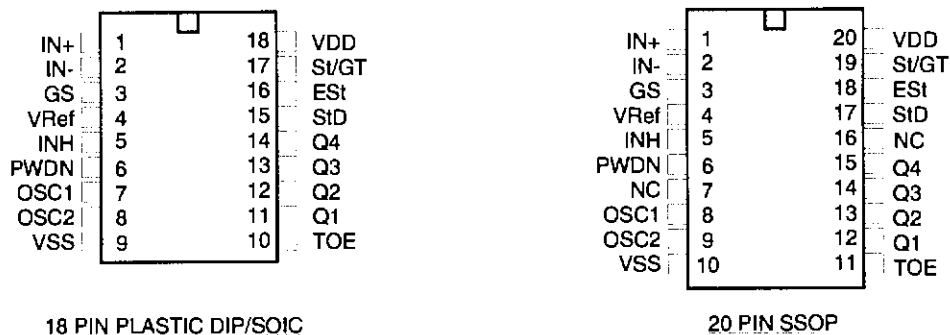 IN+ 1 18 VDD
IN- 2 17 St/GT
GS 3 16 ESt
VRef 4 15 StD
INH 5 14 Q4
PWDN 6 13 Q3
OSC1 7 12 Q2
OSC2 8 11 Q1
VSS 9 10 TOE
18 PIN PLASTIC DIP/SOIC
IN+ 1 20 VDD
IN- 2 19 St/GT
GS 3 18 ESt
VRef 4 17 StD
INH 5 16 NC
PWDN 6 15 Q4
NC 7 14 Q3
OSC1 8 13 Q2
OSC2 9 12 Q1
VSS 10 11 TOE
20 PIN SSOP